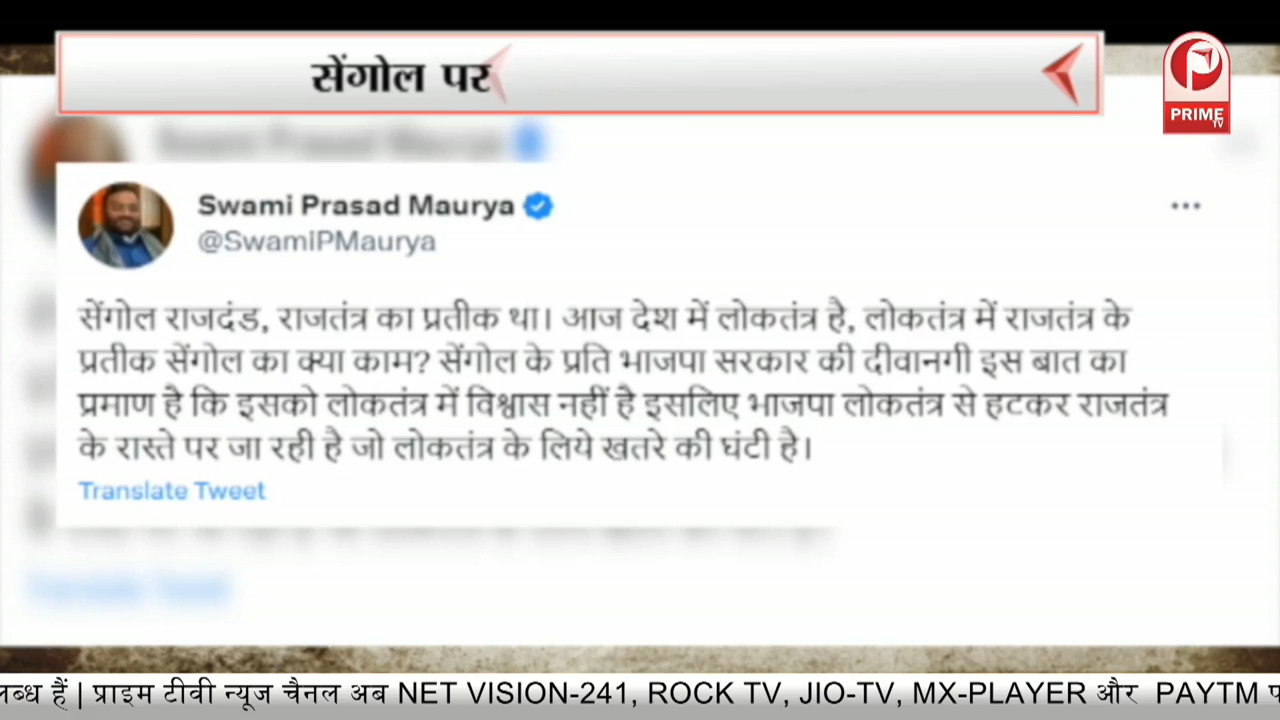 सेंगोल पर
PRIME
TV
Swami Prasad Maurya
@SwamiPMaurya
सेंगोल राजदंड, राजतंत्र का प्रतीक था। आज देश में लोकतंत्र है, लोकतंत्र में राजतंत्र के
प्रतीक सेंगोल का क्या काम? सेंगोल के प्रति भाजपा सरकार की दीवानगी इस बात का
प्रमाण है कि इसको लोकतंत्र में विश्वास नहीं है इसलिए भाजपा लोकतंत्र से हटकर राजतंत्र
के रास्ते पर जा रही है जो लोकतंत्र के लिये खतरे की घंटी है।
Translate Tweet
हैं | प्राइम टीवी न्यूज चैनल अब NET VISION-241, ROCK TV, JIO-TV, MX-PLAYER और PAYTM